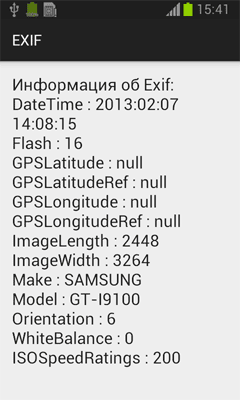 15:41
EXIF
Информация об Exif:
DateTime : 2013:02:07
14:08:15
Flash : 16
GPSLatitude : null
GPSLatitudeRef : null
GPSLongitude : null
GPSLongitudeRef : null
ImageLength : 2448
ImageWidth : 3264
Make : SAMSUNG
Model : GT-I9100
Orientation : 6
WhiteBalance : 0
ISOSpeedRatings : 200